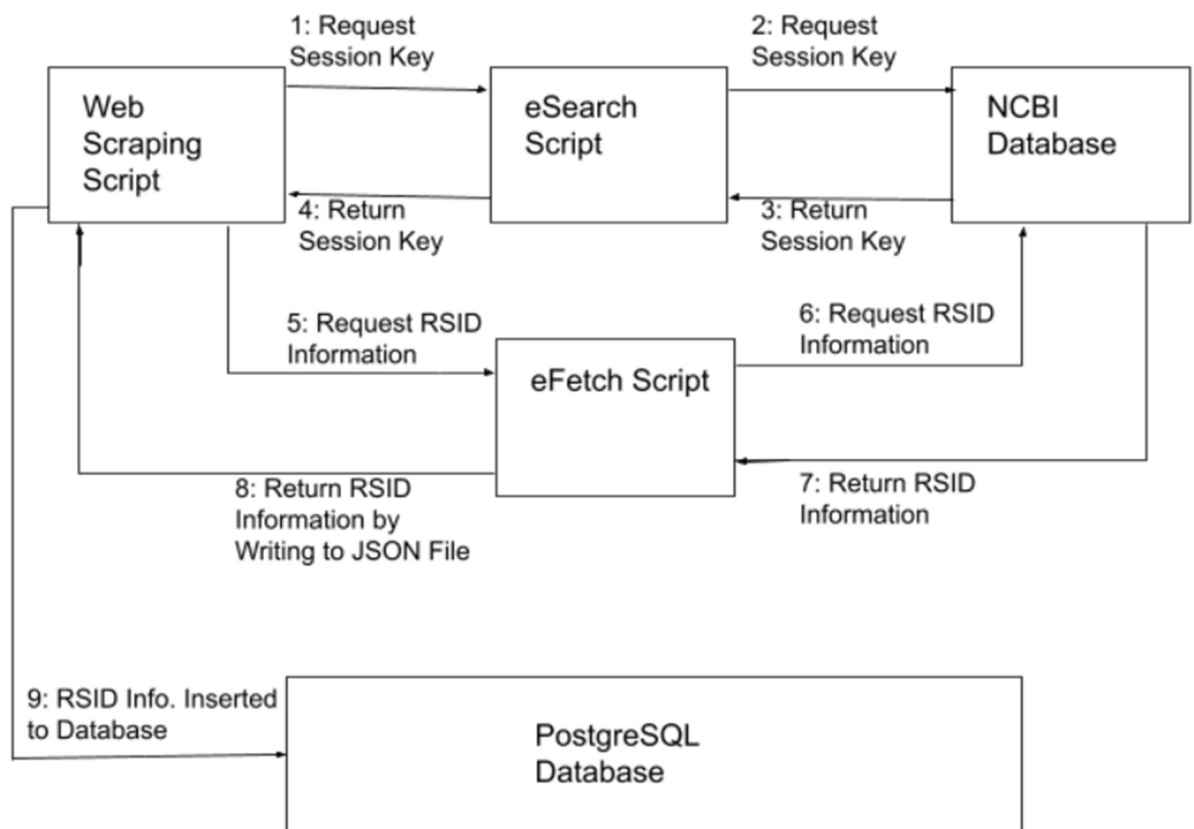 1: Request
Session Key
2: Request
Session Key
Web
Scraping
Script
eSearch
Script
NCBI
Database
4: Return
Session Key
3: Return
Session Key
5: Request RSID
Information
6: Request RSID
Information
eFetch Script
8: Return RSID
Information by
Writing to JSON File
7: Return RSID
Information
9: RSID Info. Inserted
to Database
PostgreSQL
Database